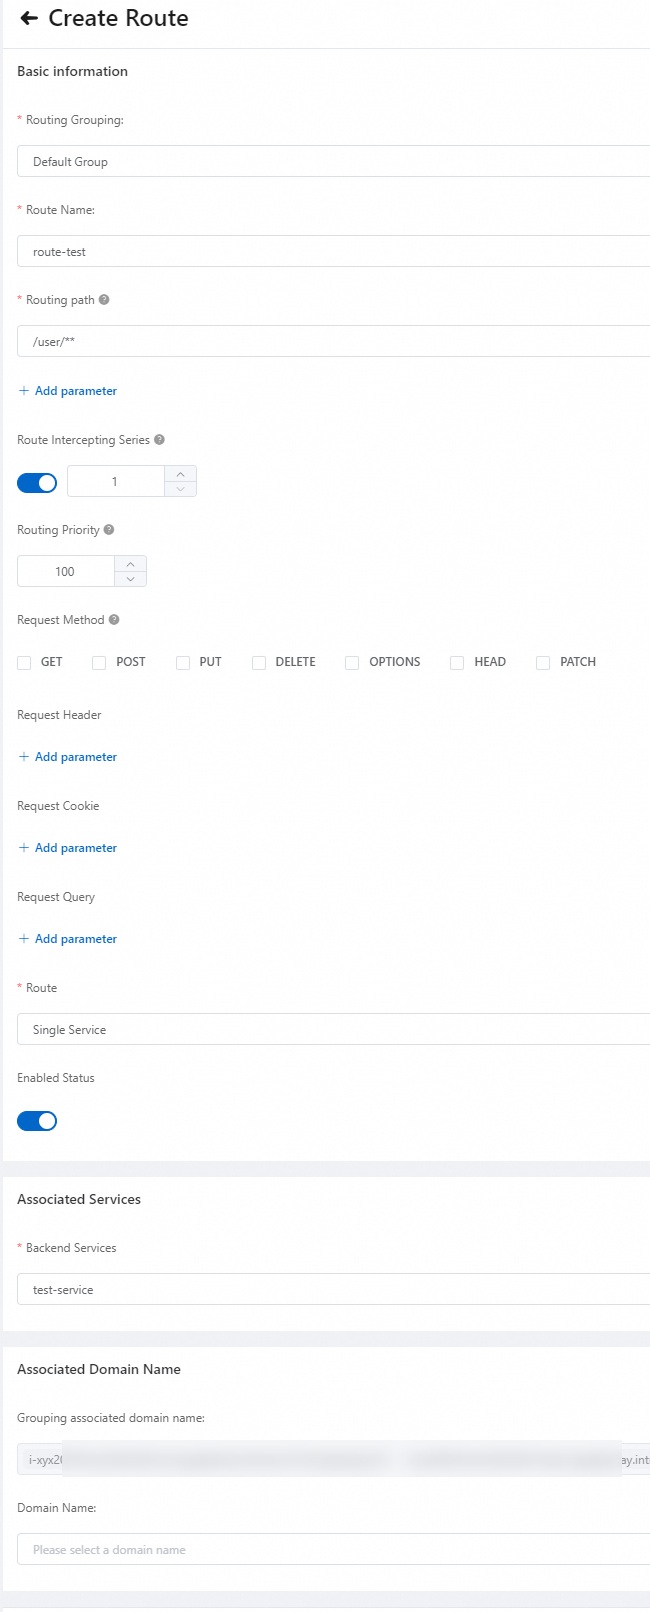 Create Route
Basic information
* Routing Grouping:
Default Group
* Route Name:
route-test
* Routing path
/user/**
+ Add parameter
Route Intercepting Series
1
Routing Priority
100
Request Method
GET POST PUT DELETE OPTIONS HEAD PATCH
Request Header
+ Add parameter
Request Cookie
+ Add parameter
Request Query
+ Add parameter
* Route
Single Service
Enabled Status
Associated Services
* Backend Services
test-service
Associated Domain Name
Grouping associated domain name:
i-xyx20 ay.int
Domain Name:
Please select a domain name